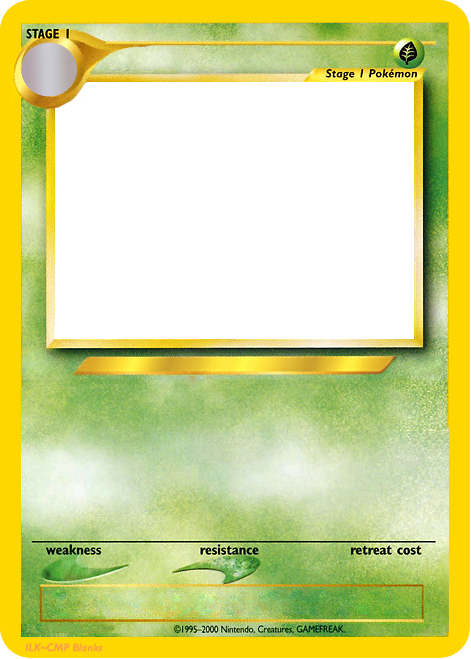 STAGE 1
Stage 1 Pokémon
weakness resistance retreat cost
©1995–2000 Nintendo, Creatures, GAMEFREAK.
ILK~CMP Blanks